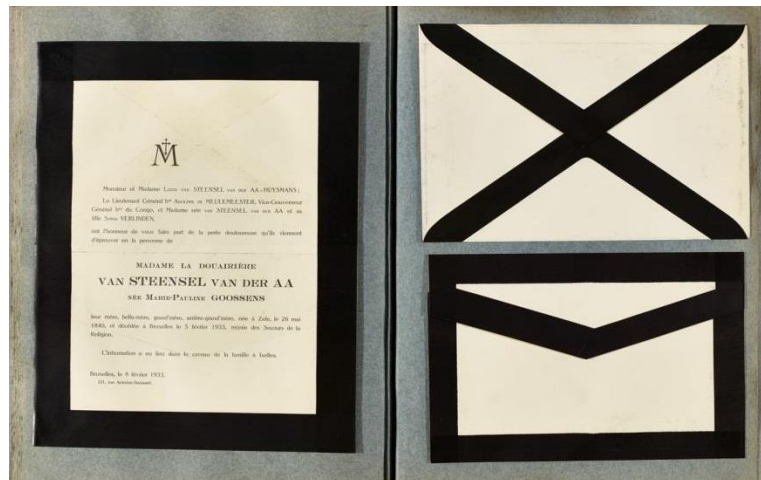 M
Monsieur et Madame LOUIS VAN STEENSEL VAN DER AA-HUYSMANS;
Le Lieutenant Général hre ADOLPHE DE MEULEMEESTER, Vice-Gouverneur
Général hre du Congo, et Madame née VAN STEENSEL VAN DER AA et sa
fille VERLINDEN,
ont l'honneur de vous faire part de la perte douloureuse qu'ils viennent
d'éprouver en la personne de
MADAME LA DOUAIRIÈRE
VAN STEENSEL VAN DER AA
NÉE MARIE-PAULINE GOOSSENS
leur mère, belle-mère, grand'mère, arrière-grand'mère, née à Zele, le 26 mai
1840, et décédée à Bruxelles le 5 février 1933, munie des Secours de la
Religion.
L'inhumation a eu lieu dans le caveau de la famille à Ixelles.
Bruxelles, le 8 février 1933.
rue